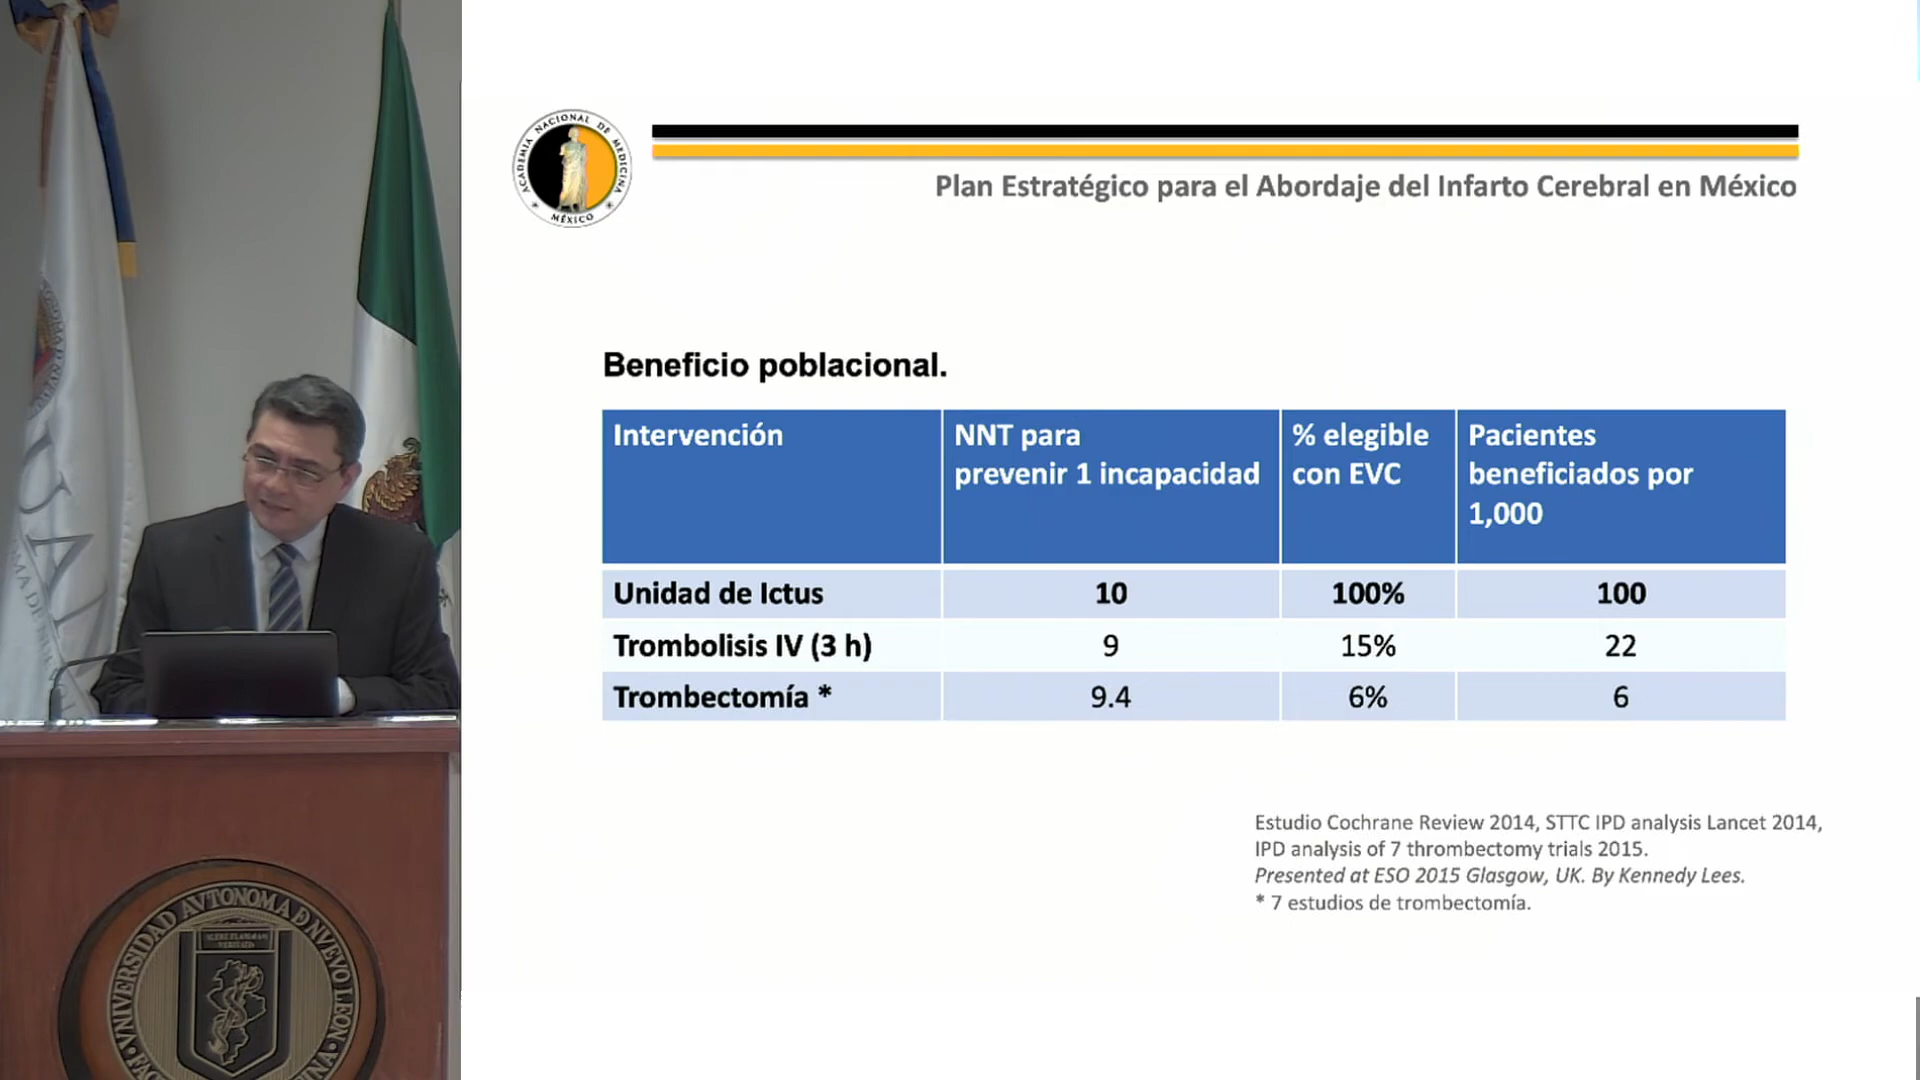 ACADEMIA NACIONAL DE MEDICINA
MÉXICO
Plan Estratégico para el Abordaje del Infarto Cerebral en México
Beneficio poblacional.
Intervención
NNT para
prevenir 1 incapacidad
% elegible
con EVC
Pacientes
beneficiados por
1,000
Unidad de Ictus 10 100% 100
Trombolisis IV (3 h) 9 15% 22
Trombectomía * 9.4 6% 6
Estudio Cochrane Review 2014, STTC IPD analysis Lancet 2014,
IPD analysis of 7 thrombectomy trials 2015.
Presented at ESO 2015 Glasgow, UK. By Kennedy Lees.
* 7 estudios de trombectomía.
VNIVERSIDAD AVTONOMA D NVEVO LEON